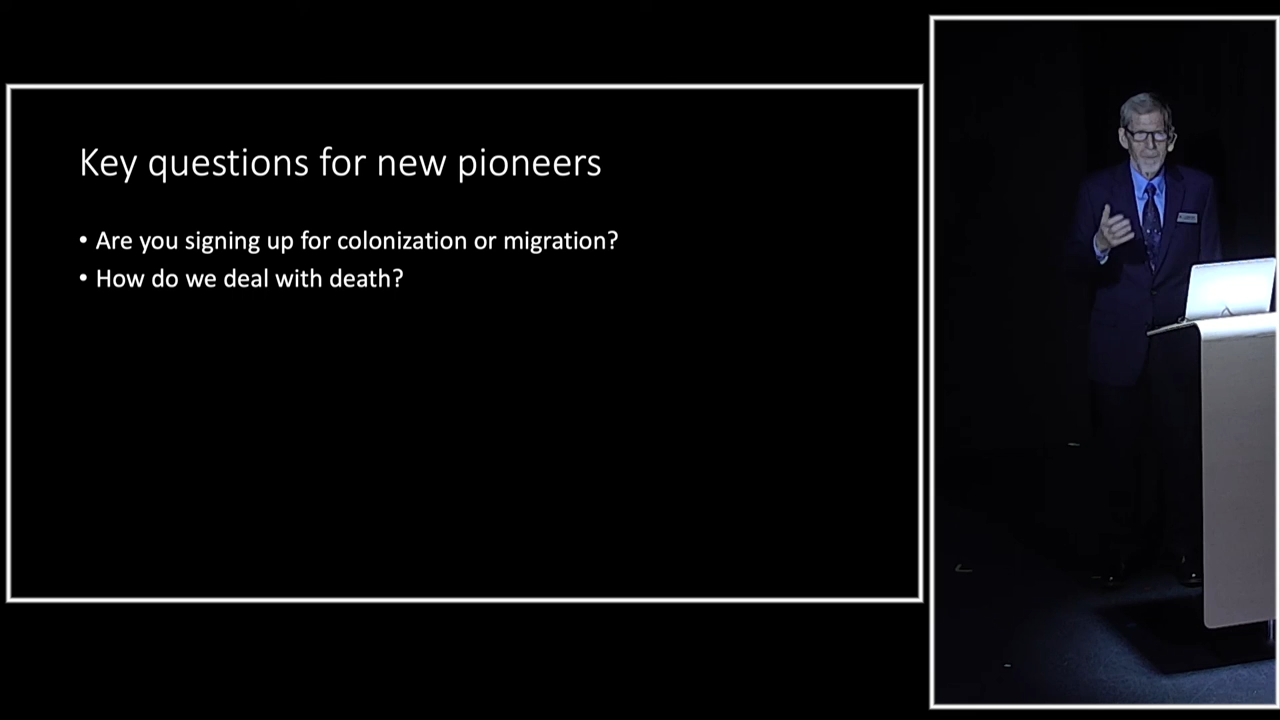 Key questions for new pioneers
• Are you signing up for colonization or migration?
• How do we deal with death?